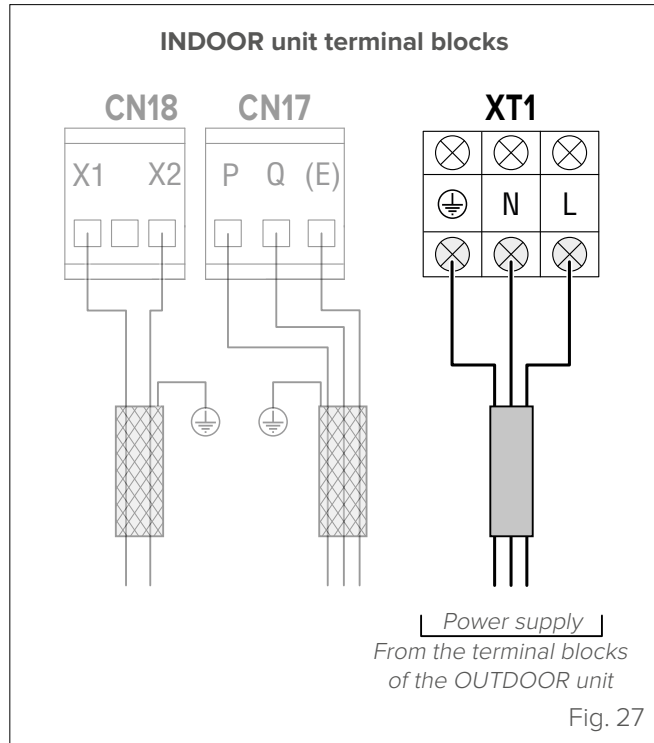 INDOOR unit terminal blocks
CN18 CN17 XT1
X1 X2 P Q (E)
N L
Power supply
From the terminal blocks
of the OUTDOOR unit
Fig. 27